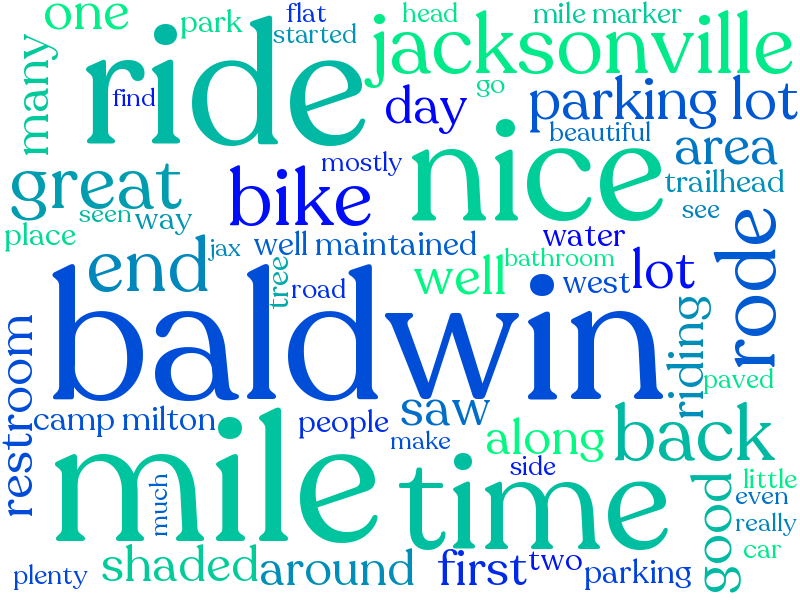 one
park
flat
started
head
mile marker
many
ride
find
jacksonville
go
day
parking lot
beautiful
area
great
seen
way
bike
mostly
nice
trailhead
see
place
end
jax
well maintained
water
bathroom
well
west
lot
rode
tree
road
baldwin
riding
paved
restroom
camp milton
people
saw
make
along
back
side
mile
much
time
good
little
even
really
car
plenty
shaded
around
first
two
parking